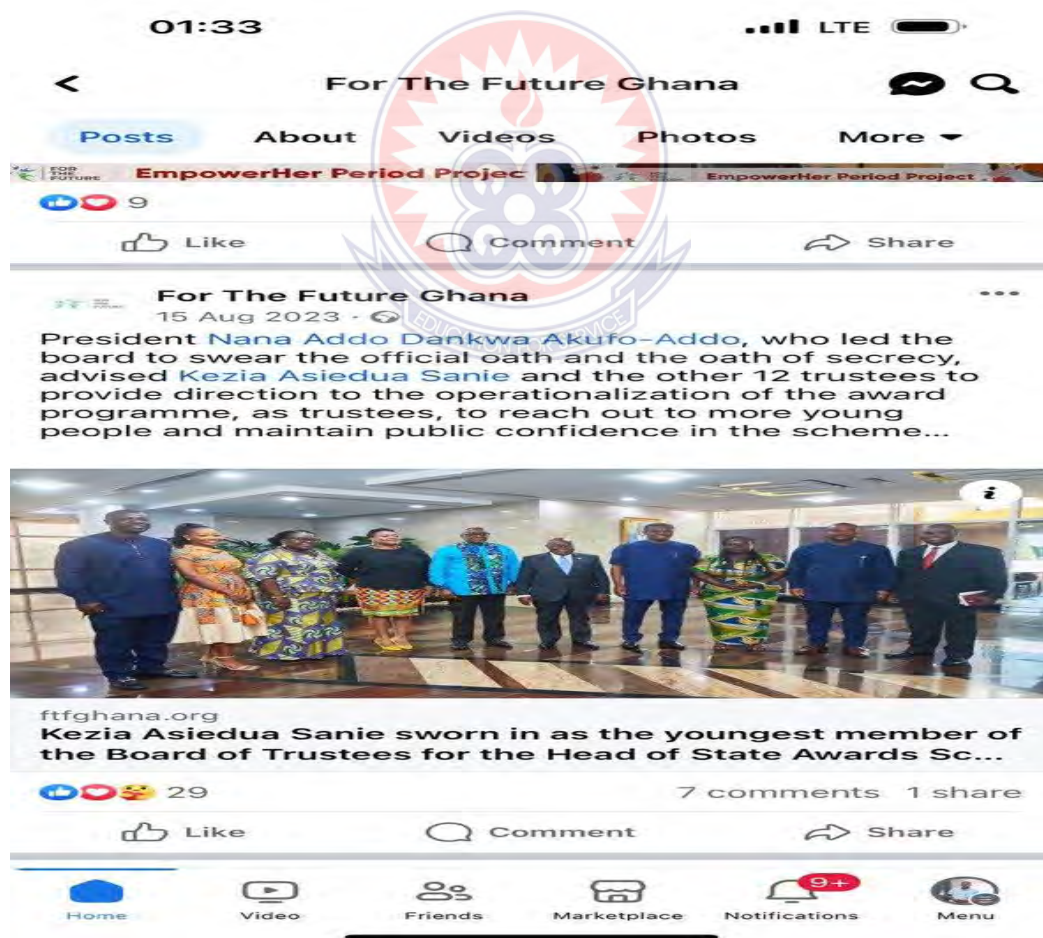 01:33 LTE
For The Future Ghana
Posts About Videos Photos More
FOR THE FUTURE EmpowerHer Period Projec EmpowerHer Period Project
9
Like Comment Share
For The Future Ghana
15 Aug 2023 ·
President Nana Addo Dankwa Akufo-Addo, who led the
board to swear the official oath and the oath of secrecy,
advised Kezia Asiedua Sanie and the other 12 trustees to
provide direction to the operationalization of the award
programme, as trustees, to reach out to more young
people and maintain public confidence in the scheme...
EDUCATION FOR SERVICE
i
ftfghana.org
Kezia Asiedua Sanie sworn in as the youngest member of
the Board of Trustees for the Head of State Awards Sc...
29 7 comments 1 share
Like Comment Share
9+
Home Video Friends Marketplace Notifications Menu